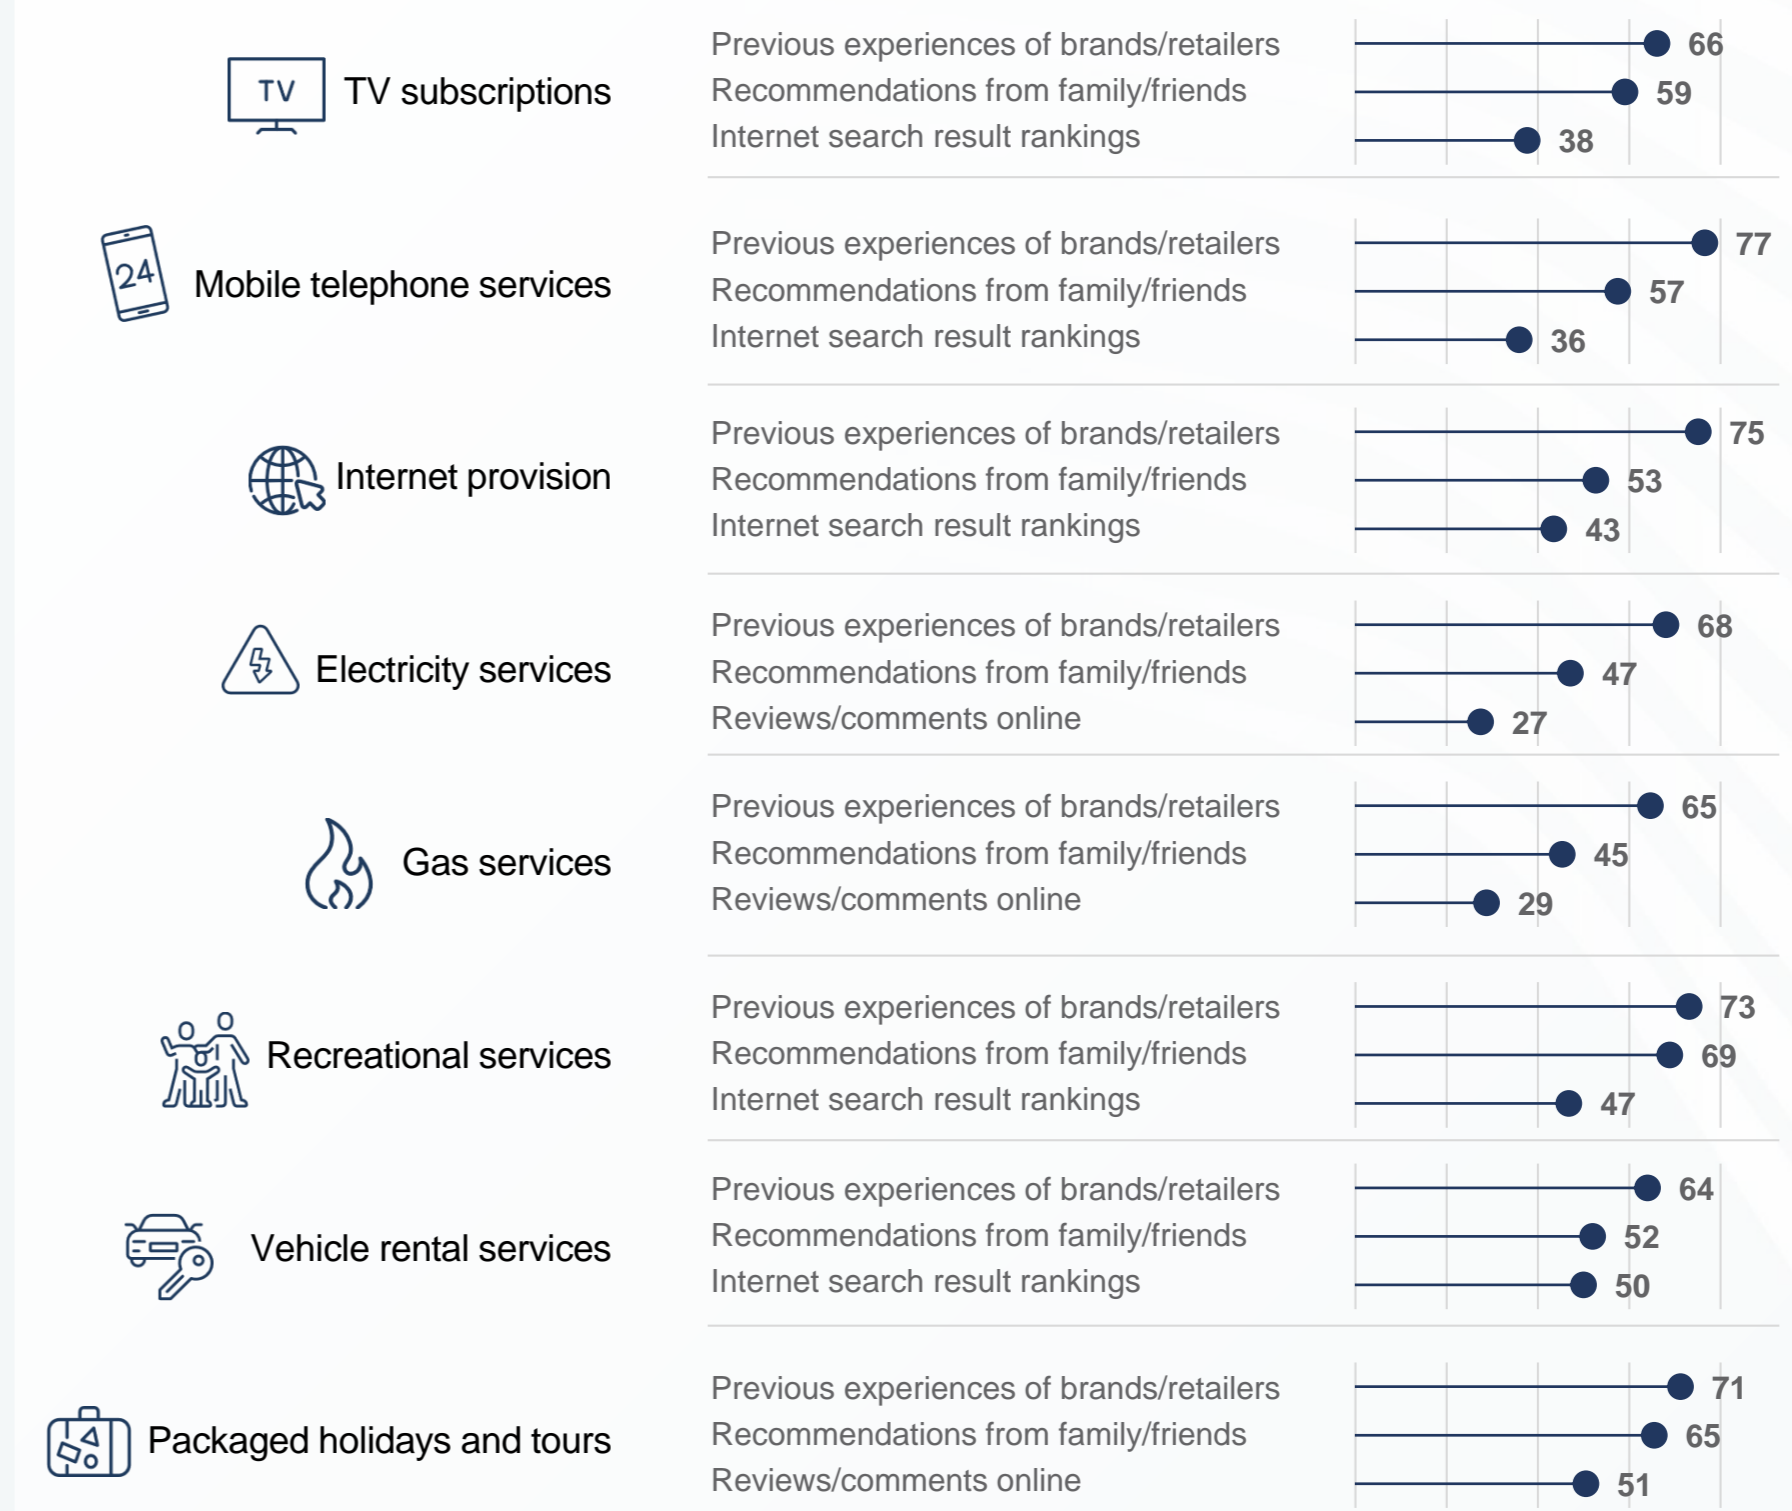 Previous experiences of brands/retailers 66
TV TV subscriptions Recommendations from family/friends 59
Internet search result rankings 38
Previous experiences of brands/retailers 77
24 Mobile telephone services Recommendations from family/friends 57
Internet search result rankings 36
Previous experiences of brands/retailers 75
Internet provision Recommendations from family/friends 53
Internet search result rankings 43
Previous experiences of brands/retailers 68
Electricity services Recommendations from family/friends 47
Reviews/comments online 27
Previous experiences of brands/retailers 65
Gas services Recommendations from family/friends 45
Reviews/comments online 29
Previous experiences of brands/retailers 73
Recreational services Recommendations from family/friends 69
Internet search result rankings 47
Previous experiences of brands/retailers 64
Vehicle rental services Recommendations from family/friends 52
Internet search result rankings 50
Previous experiences of brands/retailers 71
Packaged holidays and tours Recommendations from family/friends 65
Reviews/comments online 51